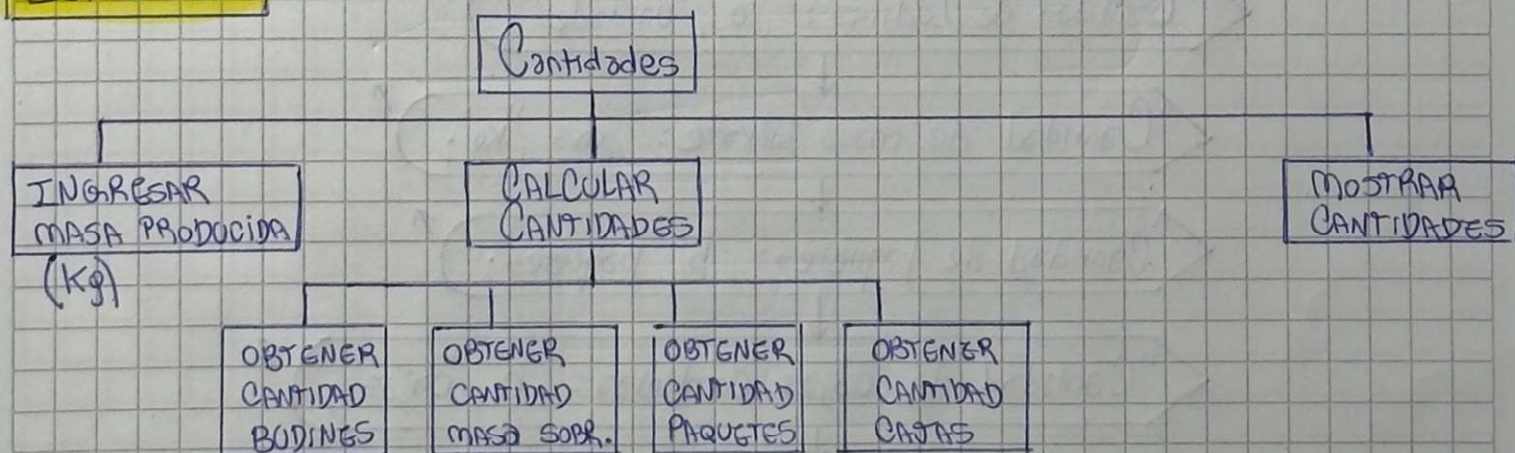 Cantidades
INGRESAR
MASA PRODUCIDA
(Kg)
CALCULAR
CANTIDADES
MOSTRAR
CANTIDADES
OBTENER
CANTIDAD
BUDINES
OBTENER
CANTIDAD
MASA SOBR.
OBTENER
CANTIDAD
PAQUETES
OBTENER
CANTIDAD
CAJAS